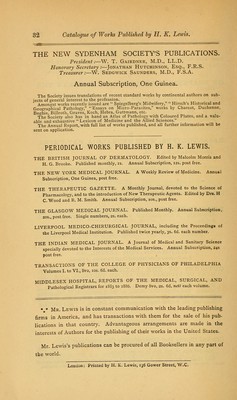 32 Catalogue of Works Published by H. K. Lewis.
THE NEW SYDENHAM SOCIETY'S PUBLICATIONS.
President:—W. T. GAIRDNER, M.D., LL.D.
Honorary Secretary:—JONATHAN HUTCHINSON, Esq., F.R.S.
Treasurer:—W. SEDGWICK SAUNDERS, M.D., F.S.A.
Annual Subscription, One Guinea.
The Society issues translations of recent standard works by continental authors on subjects of general interest to the profession.
Amongst works recently issued are "Spiegelberg's Midwifery," "Hirsch's Historical and Geographical Pathology," "Essays on Micro-Parasites," works by Charcot, Duchenne, Begbie, Billroth, Graves, Koch, Hebra, Guttmann, etc.
The Society also has in hand an Atlas of Pathology with Coloured Plates, and a valuable and exhaustive "Lexicon of Medicine and the Allied Sciences."
The Annual Report, with full list of works published, and all further information will be sent on application.
PERIODICAL WORKS PUBLISHED BY H. K. LEWIS.
THE BRITISH JOURNAL OF DERMATOLOGY. Edited by Malcolm Morris and
H. G. Brooke. Published monthly, 1s. Annual Subscription, 12s. post free.
THE NEW YORK MEDICAL JOURNAL. A Weekly Review of Medicine. Annual
Subscription, One Guinea, post free.
THE THERAPEUTIC GAZETTE. A Monthly Journal, devoted to the Science of
Pharmacology, and to the introduction of New Therapeutic Agents. Edited by Drs. H
C. Wood and R. M. Smith. Annual Subscription, 10s., post free.
THE GLASGOW MEDICAL JOURNAL. Published Monthly. Annual Subscription,
20s., post free. Single numbers, 2s. each.
LIVERPOOL MEDICO-CHIRURGICAL JOURNAL, including the Proceedings of
the Liverpool Medical Institution. Published twice yearly, 3s. 6d. each number.
THE INDIAN MEDICAL JOURNAL. A Journal of Medical and Sanitary Science
specially devoted to the Interests of the Medical Services. Annual Subscription, 24s.
post free.
TRANSACTIONS OF THE COLLEGE OF PHYSICIANS OF PHILADELPHIA
Volumes I. to VI., 8vo, 10s. 6d. each.
MIDDLESEX HOSPITAL, REPORTS OF THE MEDICAL, SURGICAL, AND
Pathological Registrars for 1883 to 1886. Demy 8vo, 2s. 6d. nett each volume.
*** Mr. Lewis is in constant communication with the leading publishing
firms in America, and has transactions with them for the sale of his publications in that country. Advantageous arrangements are made in the
interests of Authors for the publishing of their works in the United States.
Mr. Lewis's publications can be procured of all Booksellers in any part of
the world.
London: Printed by H. K. Lewis, 136 Gower Street, W.C.